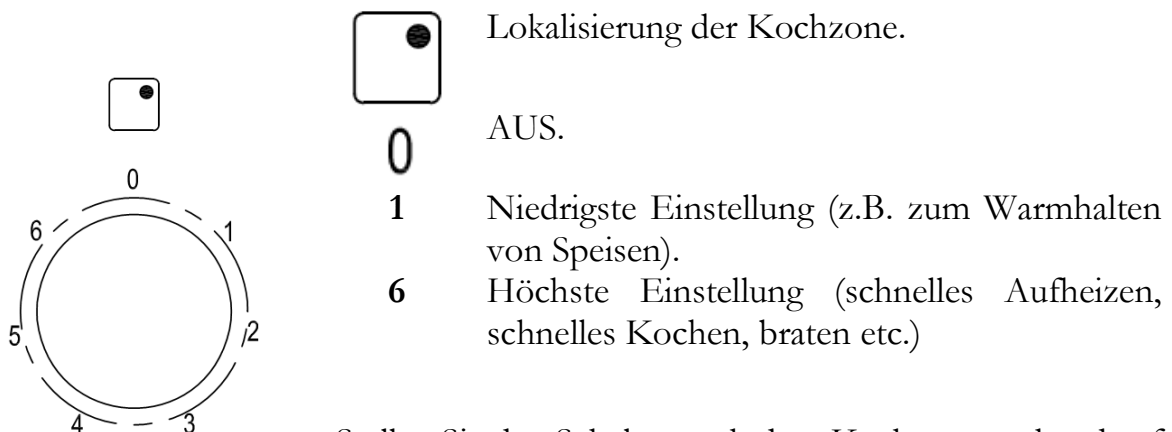 Lokalisierung der Kochzone.
AUS.
0
1 Niedrigste Einstellung (z.B. zum Warmhalten
von Speisen).
6 Höchste Einstellung (schnelles Aufheizen,
schnelles Kochen, braten etc.)
0
6 1
5 2
4 3